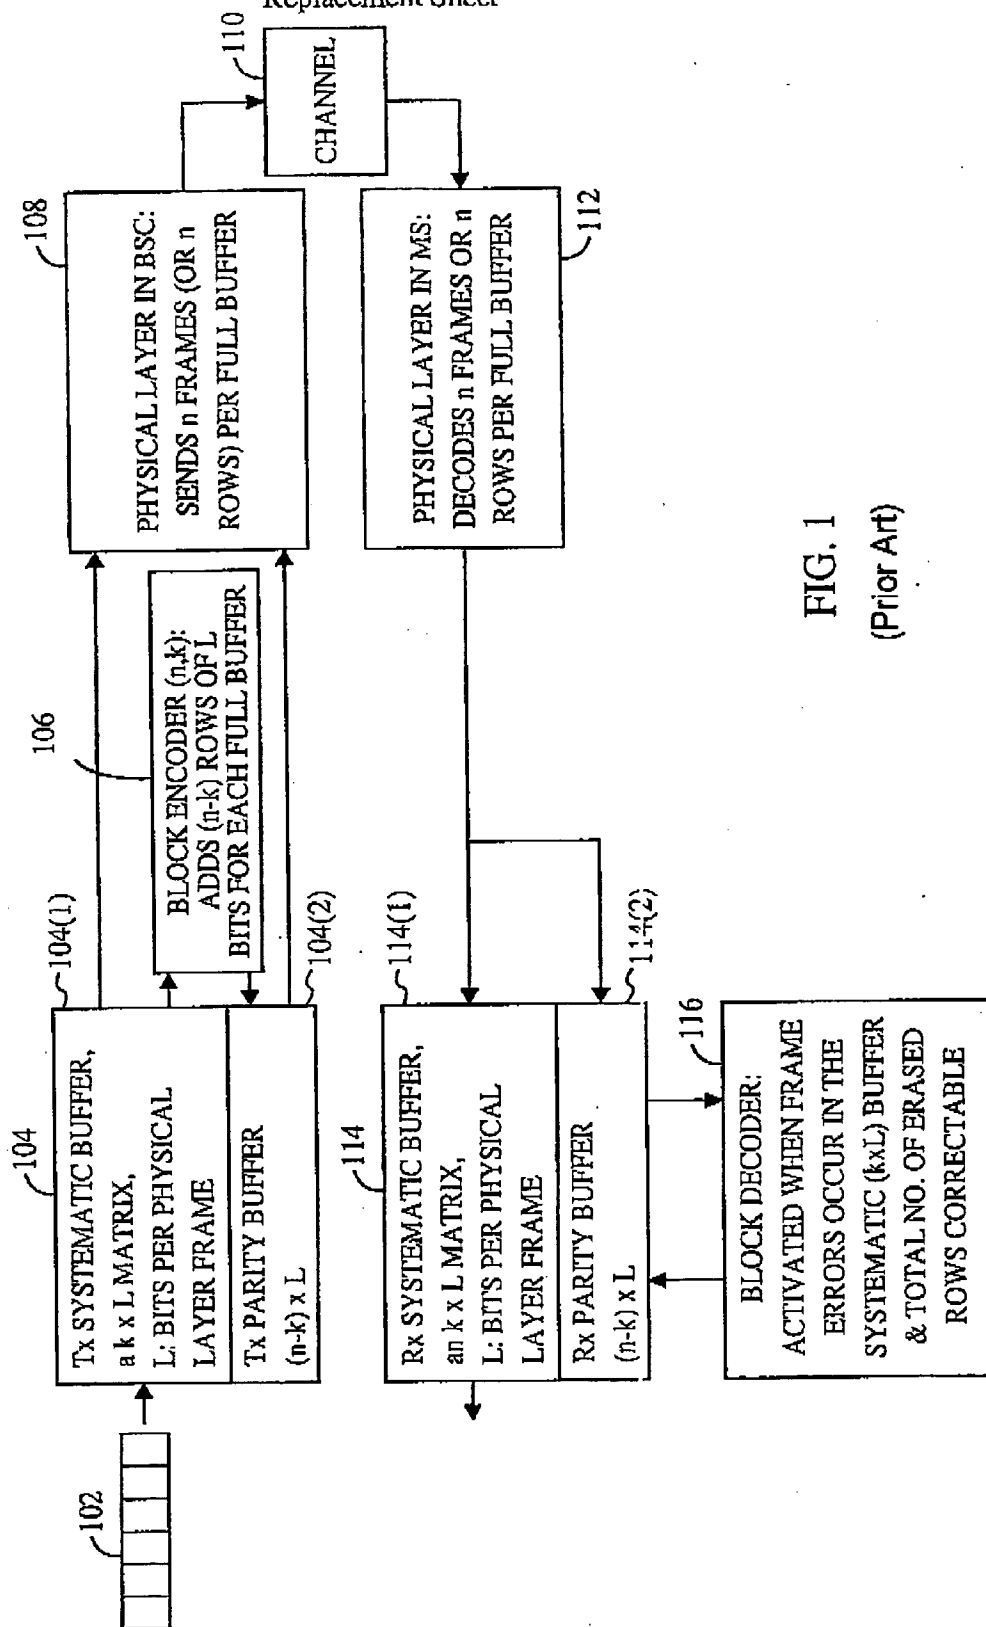 Replacement Sheet
102
104
104(1)
Tx SYSTEMATIC BUFFER,
a k x L MATRIX,
L: BITS PER PHYSICAL
LAYER FRAME
Tx PARITY BUFFER
(n-k) x L
104(2)
106
BLOCK ENCODER (n,k):
ADDS (n-k) ROWS OF L
BITS FOR EACH FULL BUFFER
108
PHYSICAL LAYER IN BSC:
SENDS n FRAMES (OR n
ROWS) PER FULL BUFFER
110
CHANNEL
PHYSICAL LAYER IN MS:
DECODES n FRAMES OR n
ROWS PER FULL BUFFER
112
114
114(1)
Rx SYSTEMATIC BUFFER,
an k x L MATRIX,
L: BITS PER PHYSICAL
LAYER FRAME
Rx PARITY BUFFER
(n-k) x L
114(2)
116
BLOCK DECODER:
ACTIVATED WHEN FRAME
ERRORS OCCUR IN THE
SYSTEMATIC (kxL) BUFFER
& TOTAL NO. OF ERASED
ROWS CORRECTABLE
FIG. 1
(Prior Art)